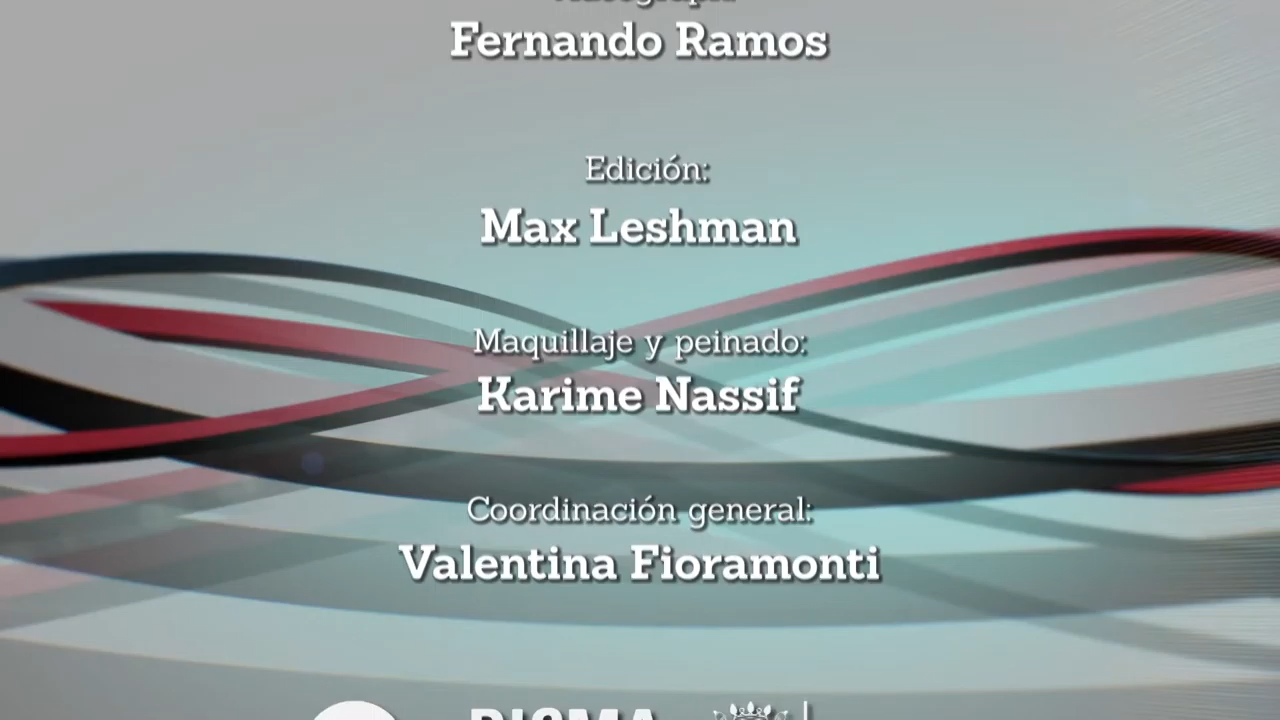 Fernando Ramos
Edición:
Max Leshman
Maquillaje y peinado:
Karime Nassif
Coordinación general:
Valentina Fioramonti